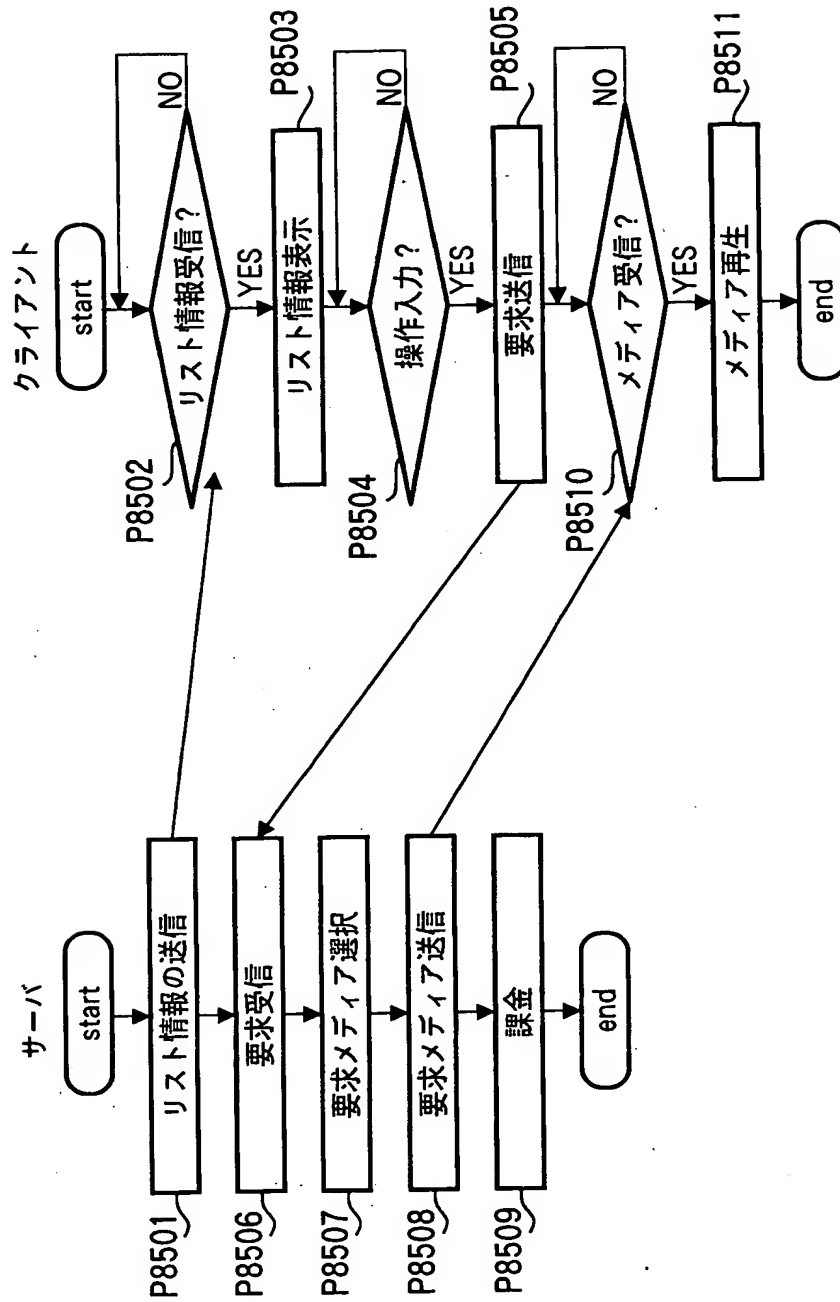 サーバ
start
P8501
リスト情報の送信
P8506
要求受信
P8507
要求メディア選択
P8508
要求メディア送信
P8509
課金
end
クライアント
start
P8502
リスト情報受信?
NO
YES
P8503
リスト情報表示
P8504
操作入力?
NO
YES
P8505
要求送信
P8510
メディア受信?
NO
YES
P8511
メディア再生
end